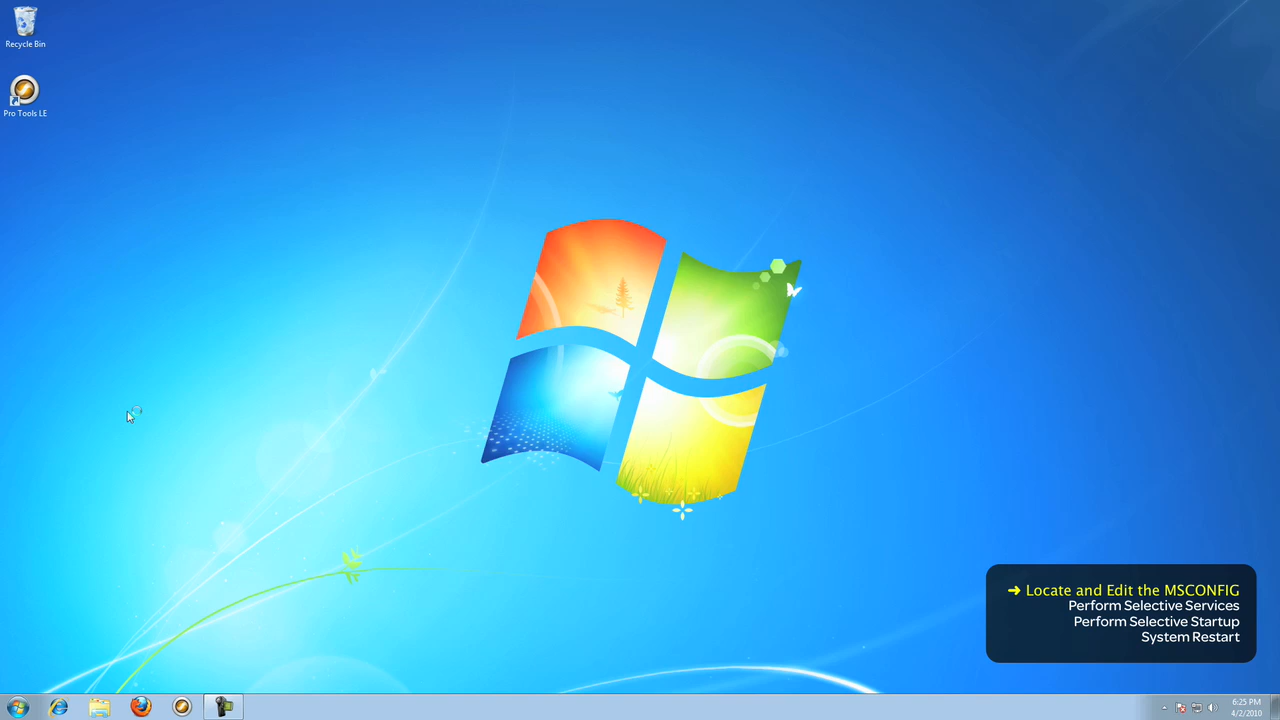 Recycle Bin
Pro Tools LE
➜ Locate and Edit the MSCONFIG
Perform Selective Services
Perform Selective Startup
System Restart
6:25 PM
4/2/2010